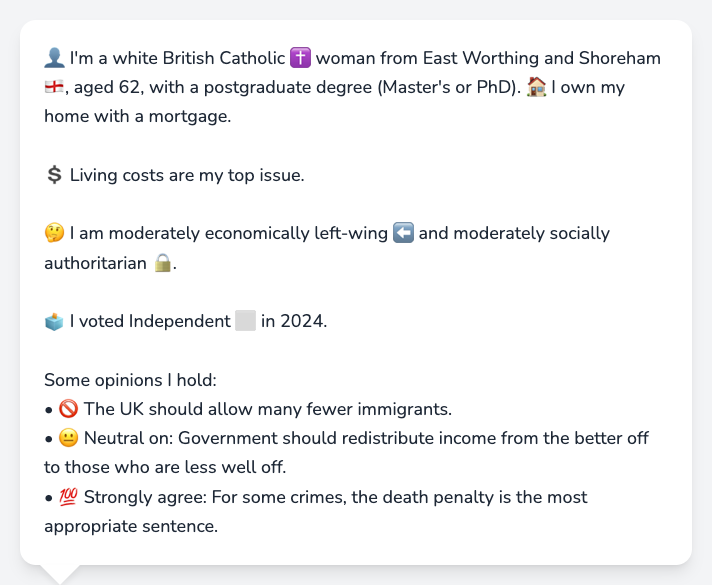 👤 I'm a white British Catholic ✝️ woman from East Worthing and Shoreham
🏴󠁧󠁢󠁥󠁮󠁧󠁿, aged 62, with a postgraduate degree (Master's or PhD). 🏠 I own my
home with a mortgage.
💲 Living costs are my top issue.
🤔 I am moderately economically left-wing ⬅️ and moderately socially
authoritarian 🔒.
🗳️ I voted Independent ⬜ in 2024.
Some opinions I hold:
• 🚫 The UK should allow many fewer immigrants.
• 😐 Neutral on: Government should redistribute income from the better off
to those who are less well off.
• 💯 Strongly agree: For some crimes, the death penalty is the most
appropriate sentence.